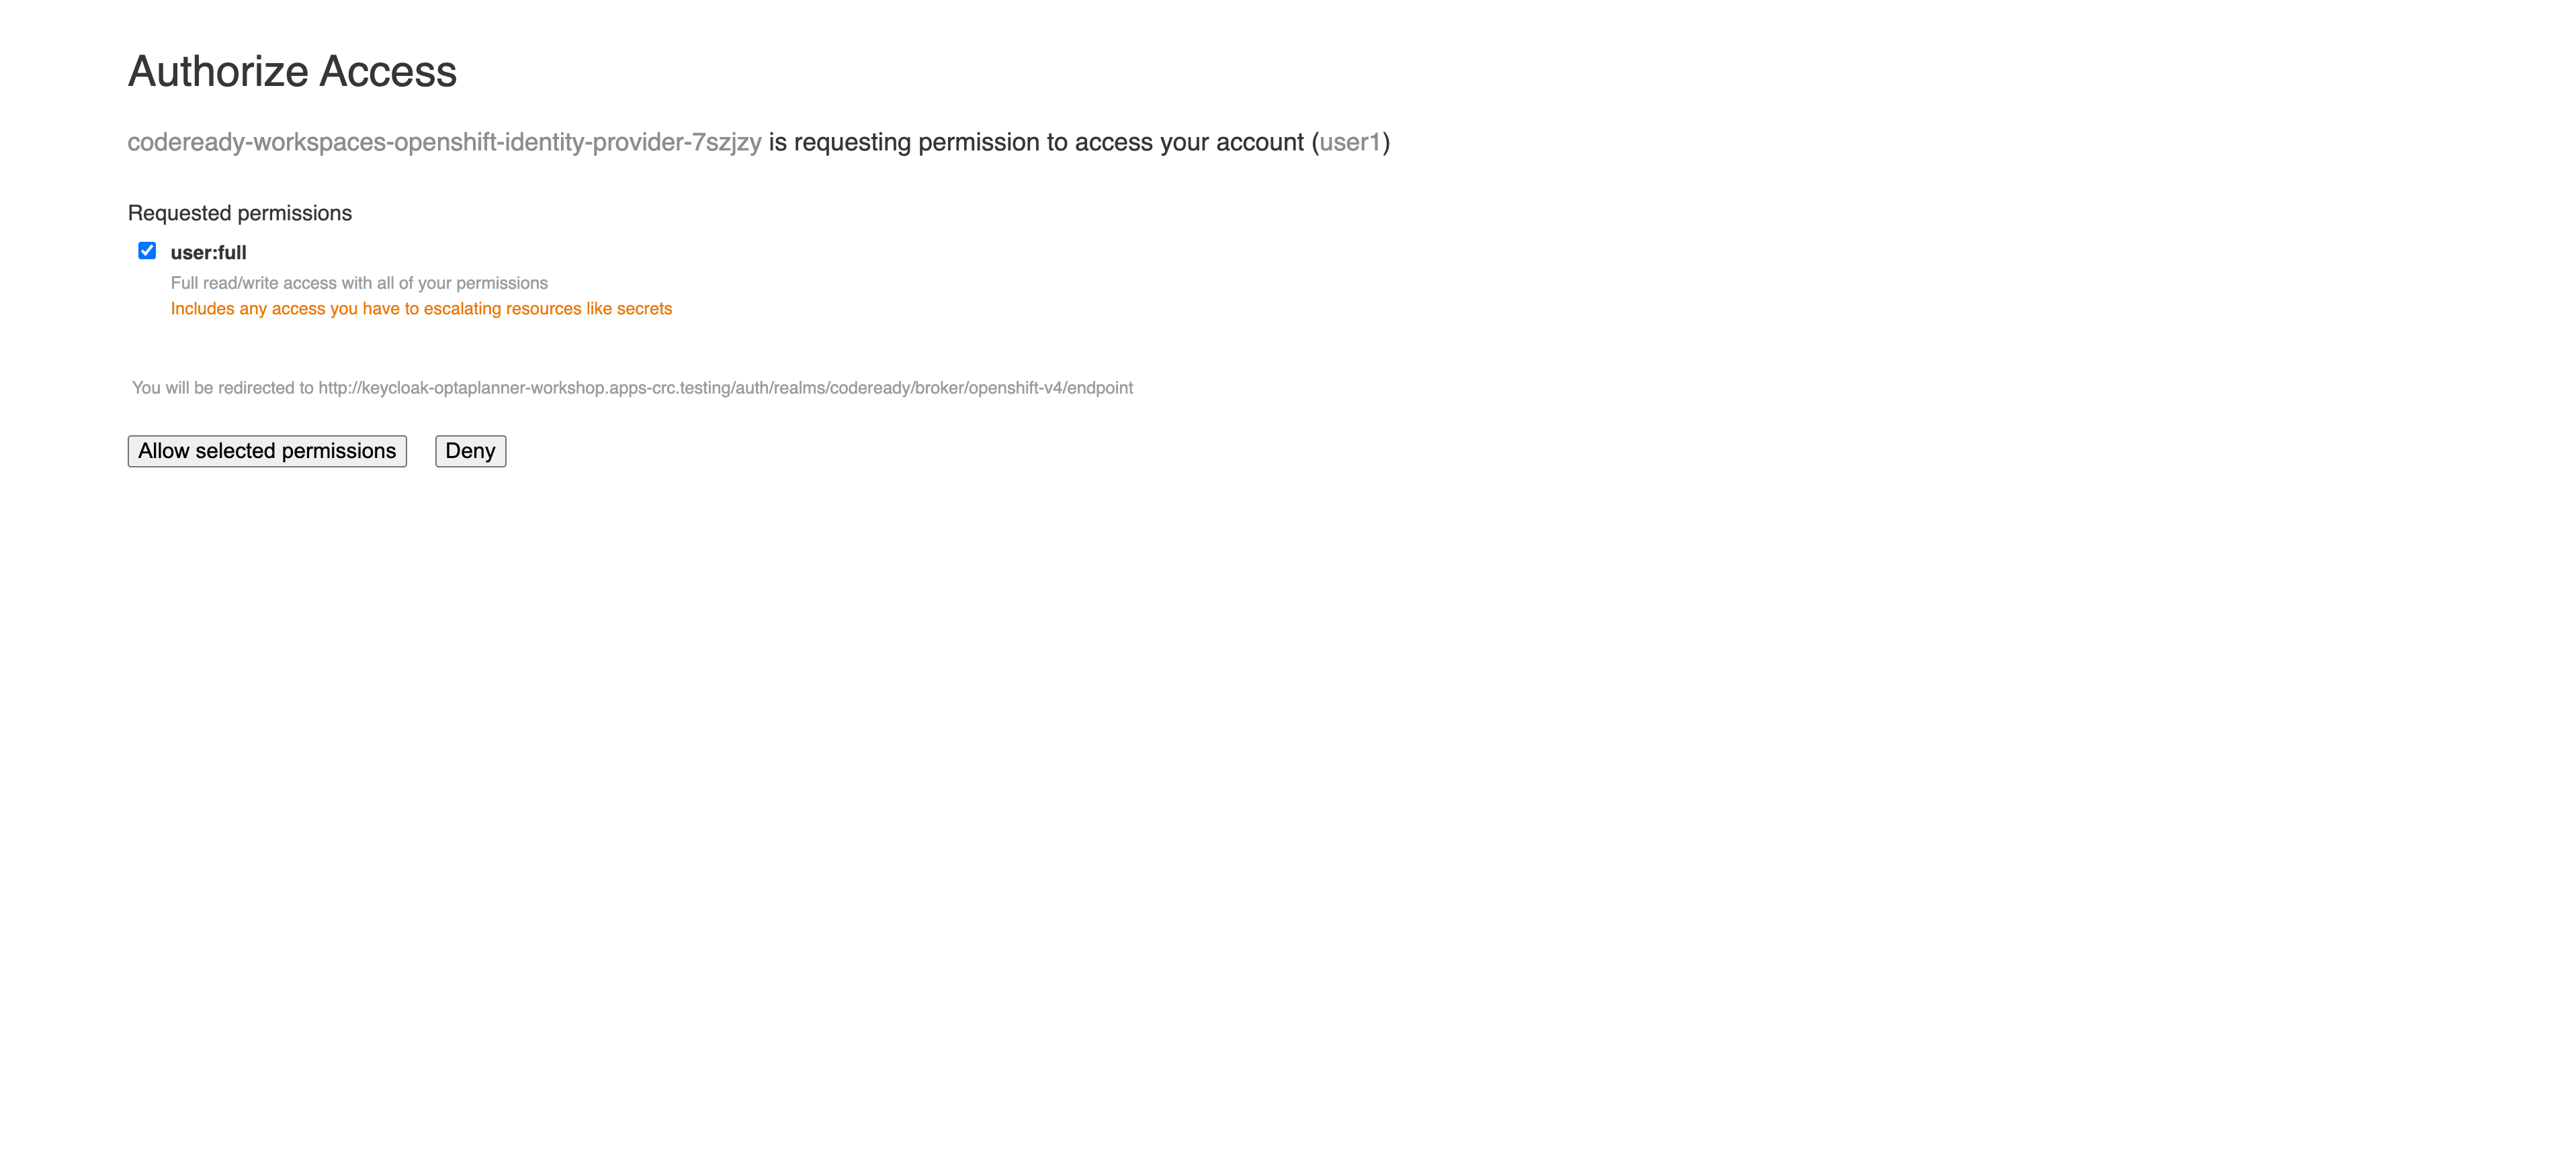 Authorize Access
codeready-workspaces-openshift-identity-provider-7szjzy is requesting permission to access your account (user1)
Requested permissions
user:full
Full read/write access with all of your permissions
Includes any access you have to escalating resources like secrets
You will be redirected to http://keycloak-optaplanner-workshop.apps-crc.testing/auth/realms/codeready/broker/openshift-v4/endpoint
Allow selected permissions Deny